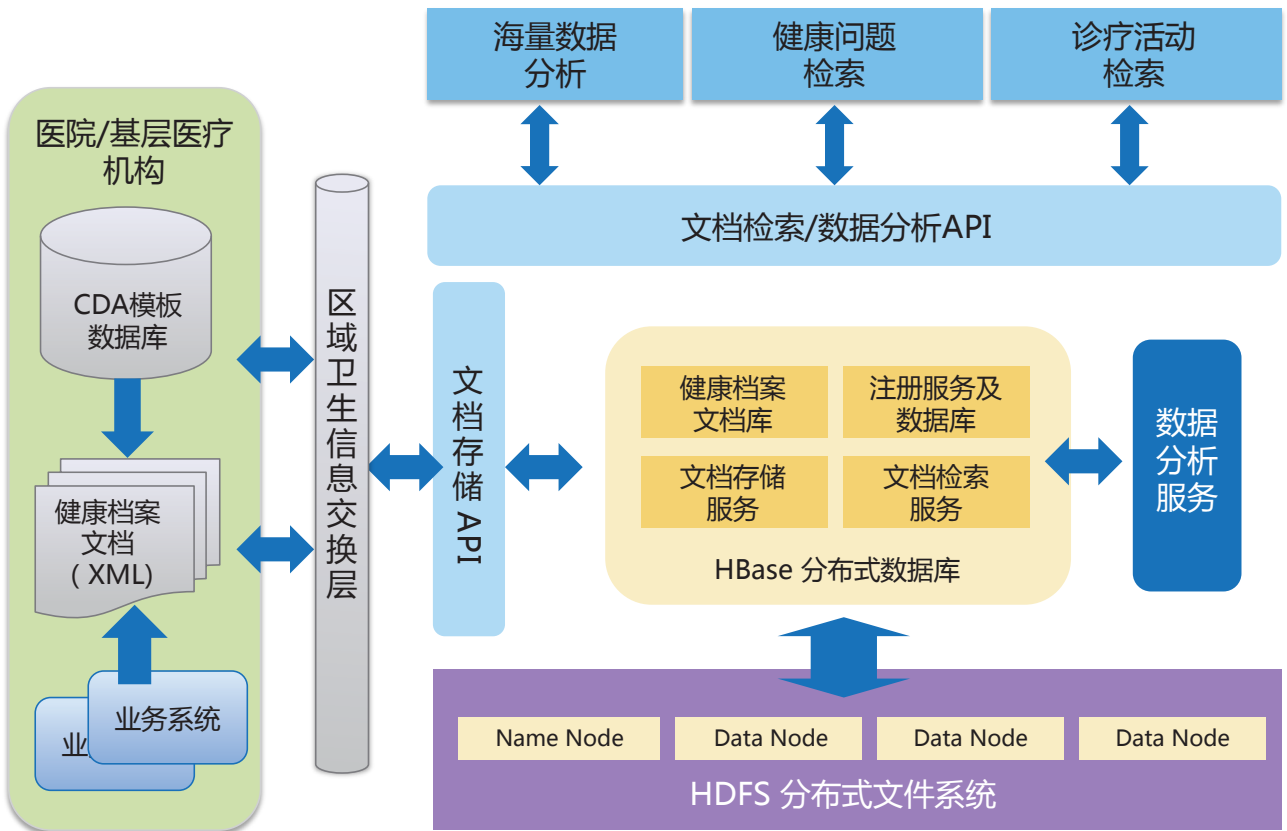 海量数据
分析
健康问题
检索
诊疗活动
检索
医院/基层医疗
机构
文档检索/数据分析API
CDA模板
数据库
健康档案
文档
( XML)
业务系统
业
区
域
卫
生
信
息
交
换
层
文
档
存
储
API
健康档案
文档库
注册服务及
数据库
文档存储
服务
文档检索
服务
HBase 分布式数据库
数据
分析
服务
Name Node
Data Node
Data Node
Data Node
HDFS 分布式文件系统